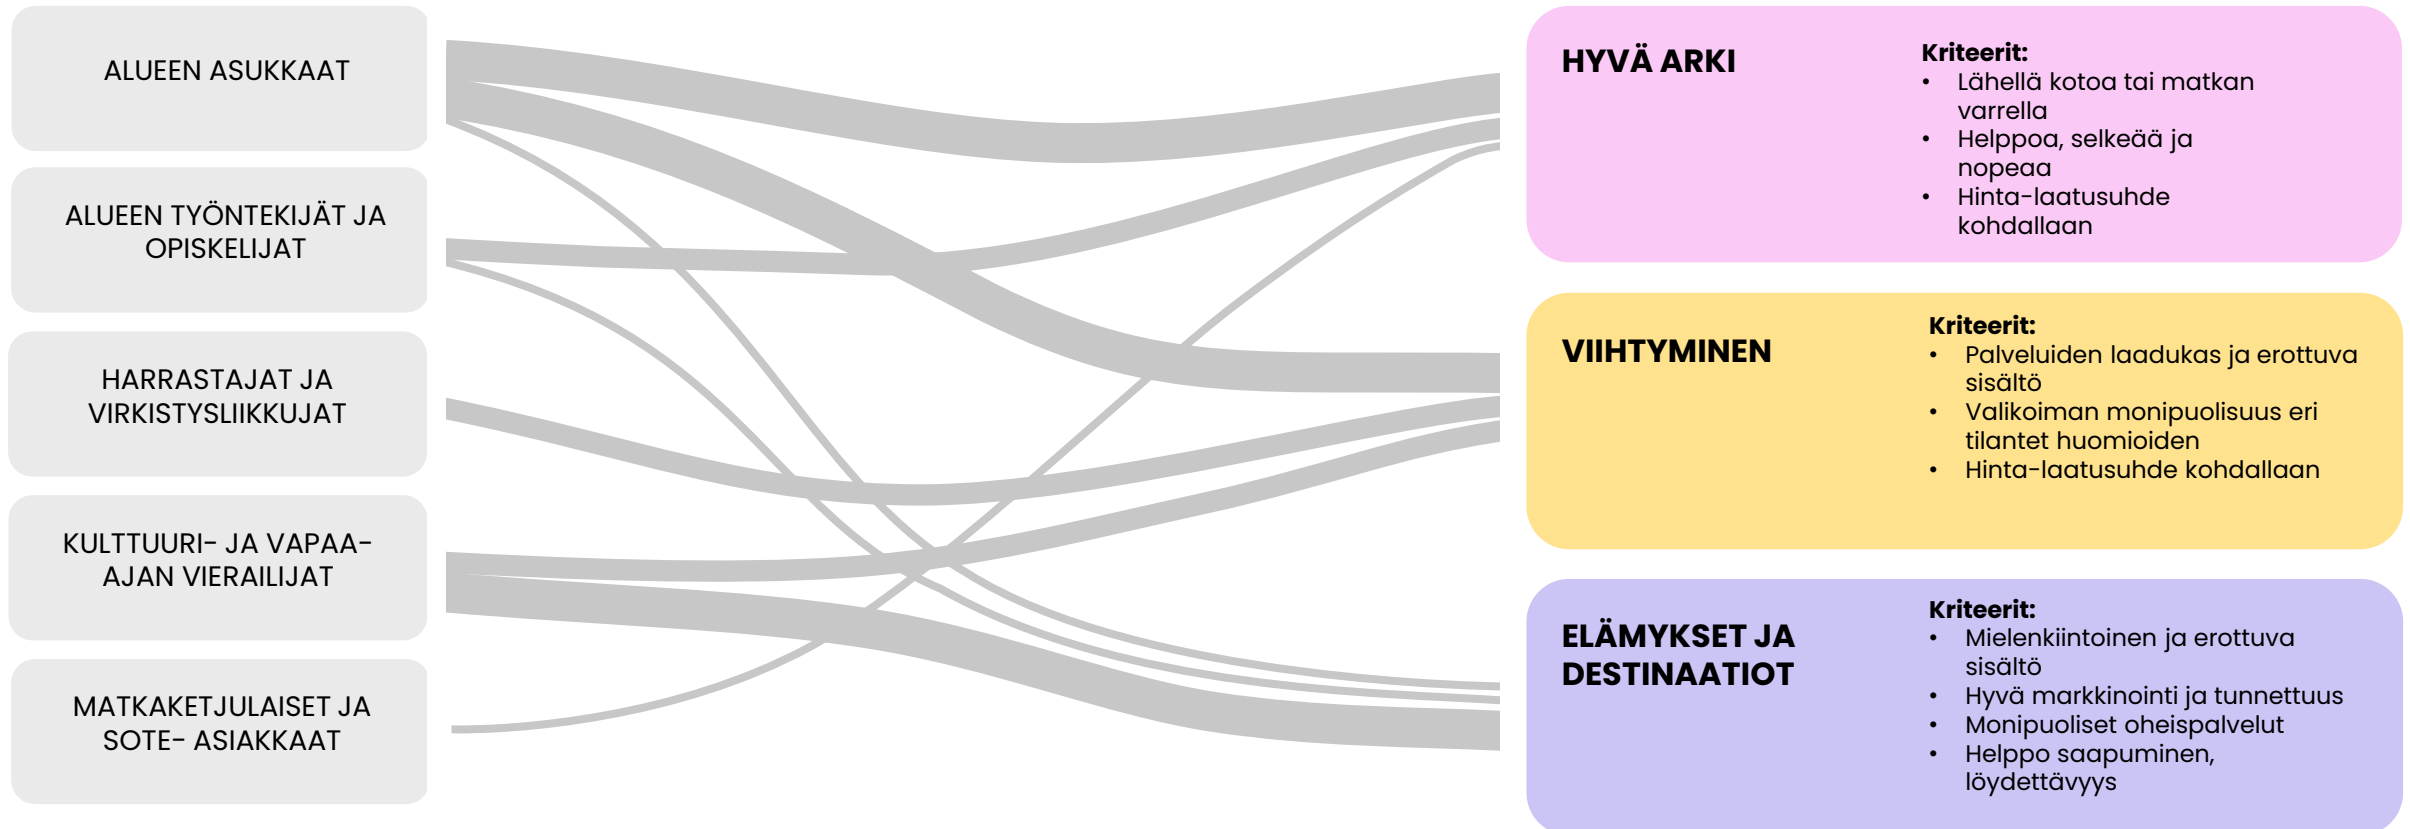 ALUEEN ASUKKAAT
ALUEEN TYÖNTEKIJÄT JA
OPISKELIJAT
HARRASTAJAT JA
VIRKISTYSLIIKKUJAT
KULTTUURI- JA VAPAA-
AJAN VIERAILIJAT
MATKAKETJULAISET JA
SOTE- ASIAKKAAT
HYVÄ ARKI
Kriteerit:
• Lähellä kotoa tai matkan
varrella
• Helppoa, selkeää ja
nopeaa
• Hinta-laatusuhde
kohdallaan
VIIHTYMINEN
Kriteerit:
• Palveluiden laadukas ja erottuva
sisältö
• Valikoiman monipuolisuus eri
tilantet huomioiden
• Hinta-laatusuhde kohdallaan
ELÄMYKSET JA
DESTINAATIOT
Kriteerit:
• Mielenkiintoinen ja erottuva
sisältö
• Hyvä markkinointi ja tunnettuus
• Monipuoliset oheispalvelut
• Helppo saapuminen,
löydettävyys